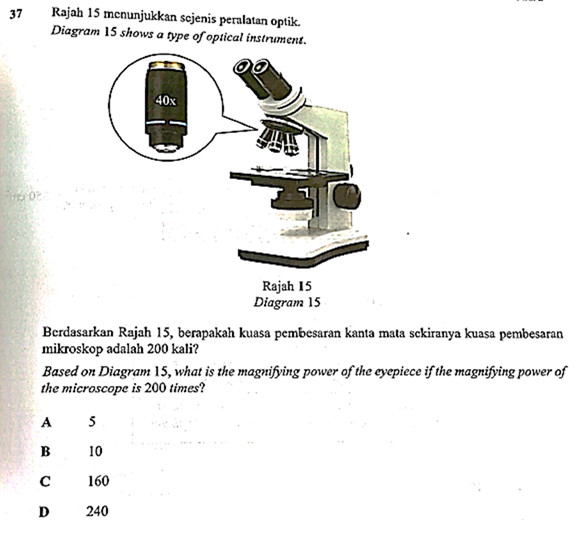 37 Rajah 15 menunjukkan sejenis peralatan optik.
Diagram 15 shows a type of optical instrument.
40x
Rajah 15
Diagram 15
Berdasarkan Rajah 15, berapakah kuasa pembesaran kanta mata sekiranya kuasa pembesaran
mikroskop adalah 200 kali?
Based on Diagram 15, what is the magnifying power of the eyepiece if the magnifying power of
the microscope is 200 times?
A 5
B 10
C 160
D 240